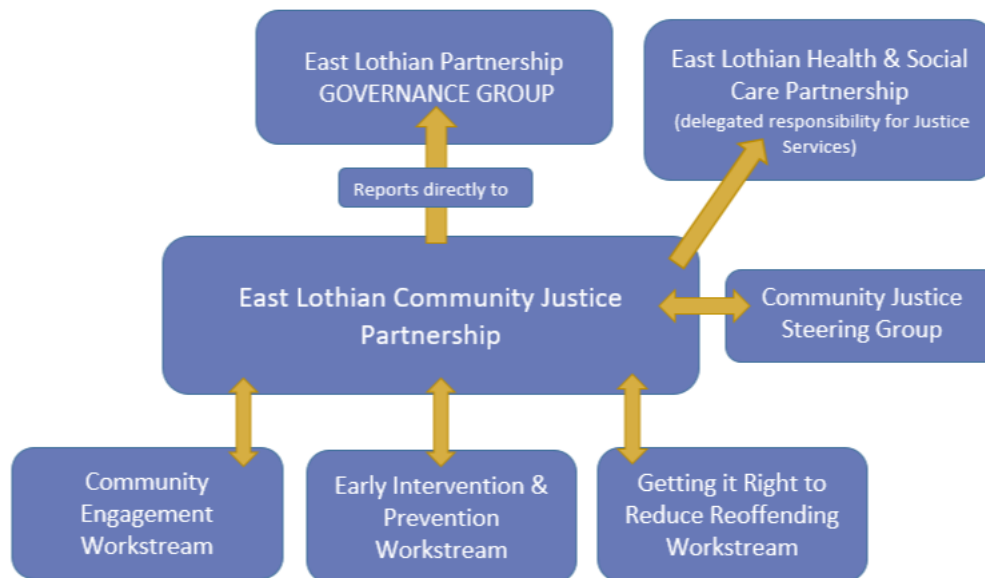 East Lothian Partnership
GOVERNANCE GROUP
East Lothian Health & Social
Care Partnership
(delegated responsibility for Justice
Services)
Reports directly to
East Lothian Community Justice
Partnership
Community Justice
Steering Group
Community
Engagement
Workstream
Early Intervention &
Prevention
Workstream
Getting it Right to
Reduce Reoffending
Workstream